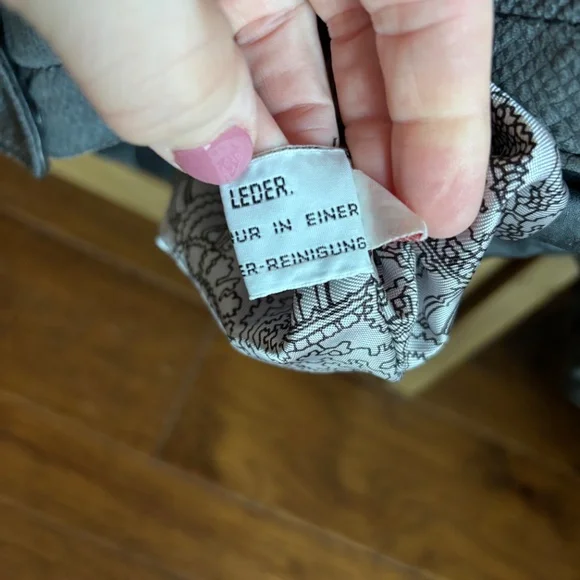 LEDER.
UR IN EINER
ER-REINIGUNG